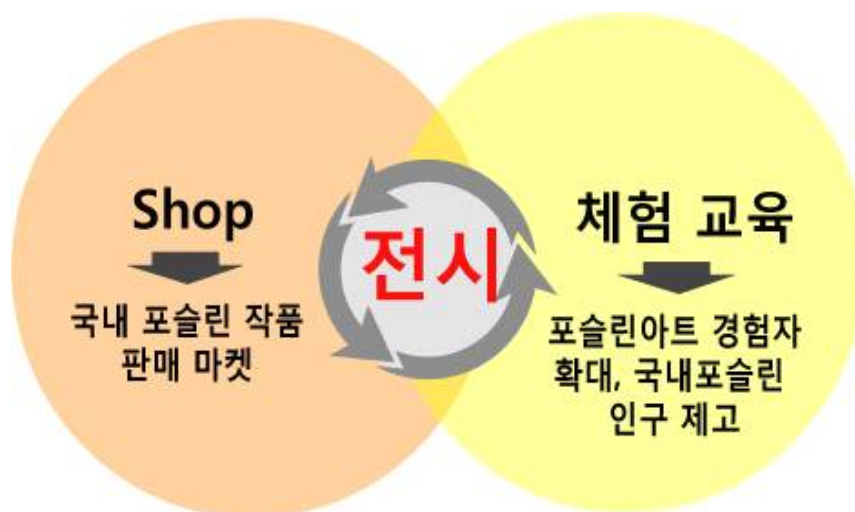 Shop
국내 포슬린 작품
판매 마켓
전시
체험 교육
포슬린아트 경험자
확대, 국내포슬린
인구 제고